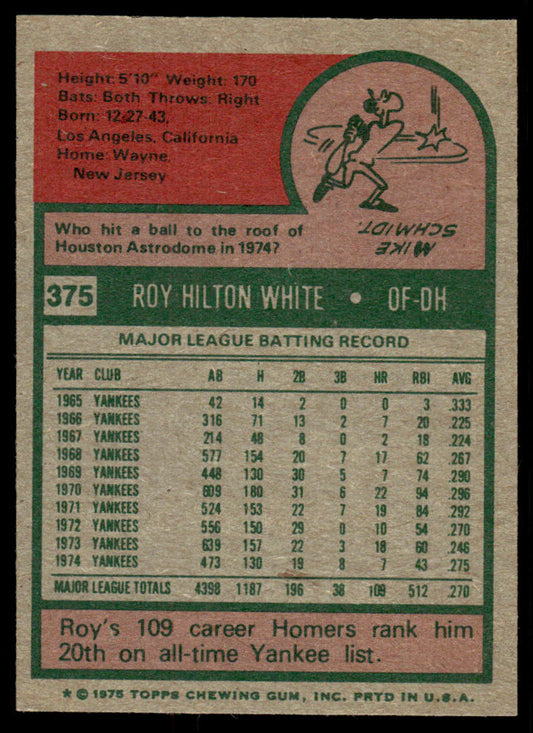 Height: 5'10" Weight: 170
Bats: Both Throws: Right
Born: 12-27-43,
Los Angeles, California
Home: Wayne,
New Jersey
Who hit a ball to the roof of
Houston Astrodome in 1974?
MIKE
SCHMIDT.
375 ROY HILTON WHITE • OF-DH
MAJOR LEAGUE BATTING RECORD
YEAR CLUB AB H 2B 3B HR RBI AVG
1965 YANKEES 42 14 2 0 0 3 .333
1966 YANKEES 316 71 13 2 7 20 .225
1967 YANKEES 214 48 8 0 2 18 .224
1968 YANKEES 577 154 20 7 17 62 .267
1969 YANKEES 448 130 30 5 7 74 .290
1970 YANKEES 609 180 31 6 22 94 .296
1971 YANKEES 524 153 22 7 19 84 .292
1972 YANKEES 556 150 29 0 10 54 .270
1973 YANKEES 639 157 22 3 18 60 .246
1974 YANKEES 473 130 19 8 7 43 .275
MAJOR LEAGUE TOTALS 4398 1187 196 38 109 512 .270
Roy's 109 career Homers rank him
20th on all-time Yankee list.
* © 1975 TOPPS CHEWING GUM, INC. PRTD IN U.S.A.